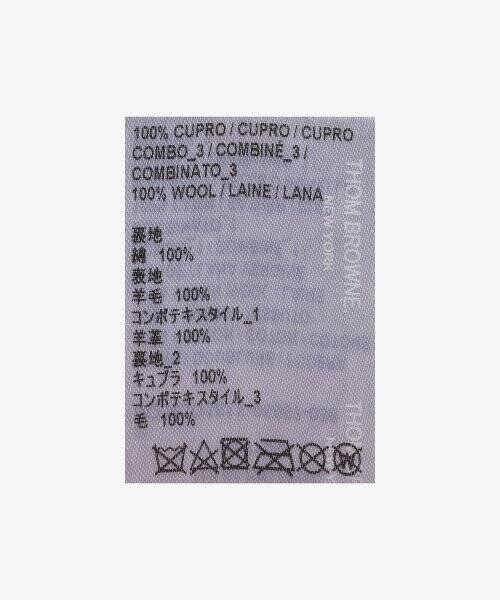 100% CUPRO / CUPRO / CUPRO
COMBO_3 / COMBINÉ_3 /
COMBINATO_3
100% WOOL / LAINE / LANA
裏地
綿 100%
表地
羊毛 100%
コンポテキスタイル_1
羊革 100%
裏地_2
キュプラ 100%
コンポテキスタイル_3
毛 100%
THOM BROWNE
NEW YORK
THOM